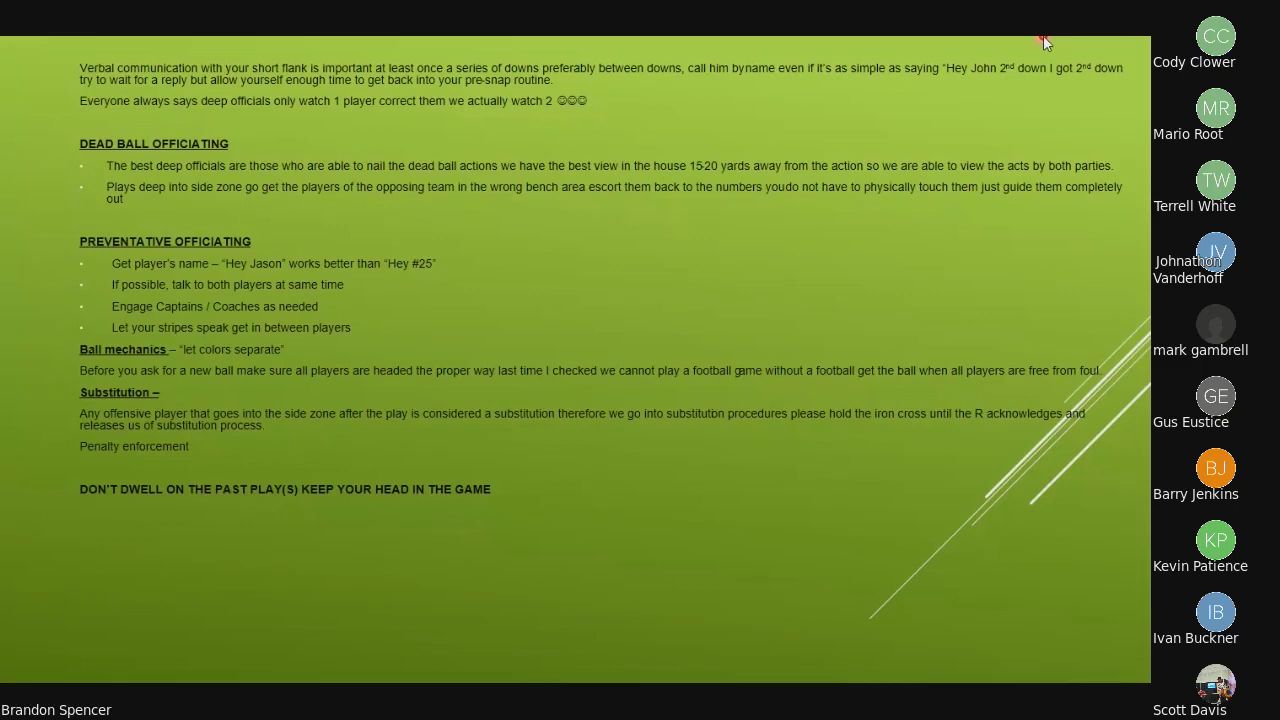 Verbal communication with your short flank is important at least once a series of downs preferably between downs, call him by name even if it's as simple as saying “Hey John 2nd down I got 2nd down
try to wait for a reply but allow yourself enough time to get back into your pre-snap routine.
Everyone always says deep officials only watch 1 player correct them we actually watch 2 ☺☺☺
DEAD BALL OFFICIATING
• The best deep officials are those who are able to nail the dead ball actions we have the best view in the house 15-20 yards away from the action so we are able to view the acts by both parties.
• Plays deep into side zone go get the players of the opposing team in the wrong bench area escort them back to the numbers you do not have to physically touch them just guide them completely
out
PREVENTATIVE OFFICIATING
• Get player's name – “Hey Jason” works better than “Hey #25”
• If possible, talk to both players at same time
• Engage Captains / Coaches as needed
• Let your stripes speak get in between players
Ball mechanics – “let colors separate”
Before you ask for a new ball make sure all players are headed the proper way last time I checked we cannot play a football game without a football get the ball when all players are free from foul.
Substitution –
Any offensive player that goes into the side zone after the play is considered a substitution therefore we go into substitution procedures please hold the iron cross until the R acknowledges and
releases us of substitution process.
Penalty enforcement
DON'T DWELL ON THE PAST PLAY(S) KEEP YOUR HEAD IN THE GAME
Brandon Spencer
CC
Cody Clower
MR
Mario Root
TW
Terrell White
JV
Johnathon
Vanderhoff
mark gambrell
GE
Gus Eustice
BJ
Barry Jenkins
KP
Kevin Patience
IB
Ivan Buckner
Scott Davis